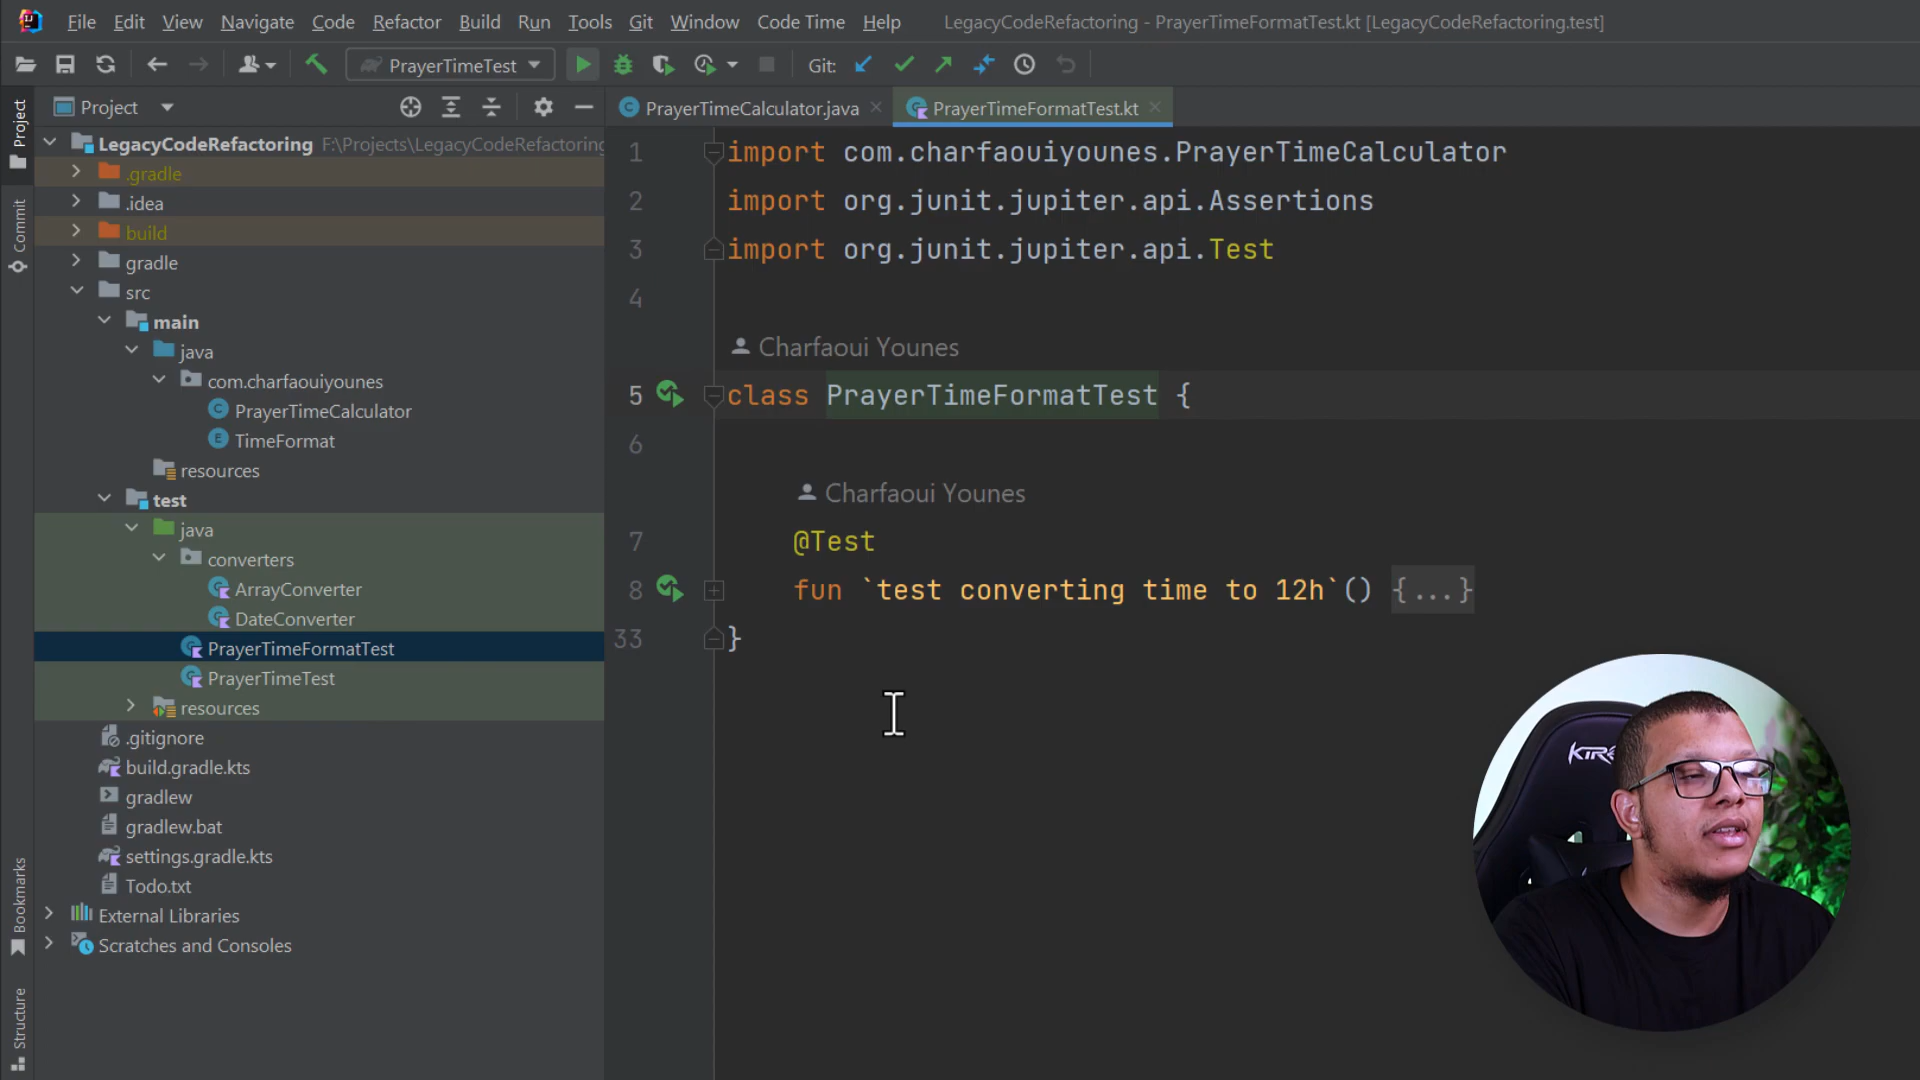 File Edit View Navigate Code Refactor Build Run Tools Git Window Code Time Help LegacyCodeRefactoring - PrayerTimeFormatTest.kt [LegacyCodeRefactoring.test]
PrayerTimeTest Git:
Project
PrayerTimeCalculator.java PrayerTimeFormatTest.kt
Project
Commit
Bookmarks
Structure
LegacyCodeRefactoring F:\Projects\LegacyCodeRefactoring
.gradle
.idea
build
gradle
src
main
java
com.charfaouiyounes
PrayerTimeCalculator
TimeFormat
resources
test
java
converters
ArrayConverter
DateConverter
PrayerTimeFormatTest
PrayerTimeTest
resources
.gitignore
build.gradle.kts
gradlew
gradlew.bat
settings.gradle.kts
Todo.txt
External Libraries
Scratches and Consoles
1 import com.charfaouiyounes.PrayerTimeCalculator
2 import org.junit.jupiter.api.Assertions
3 import org.junit.jupiter.api.Test
4
Charfaoui Younes
5 class PrayerTimeFormatTest {
6
Charfaoui Younes
7 @Test
8 fun `test converting time to 12h`() {...}
33 }